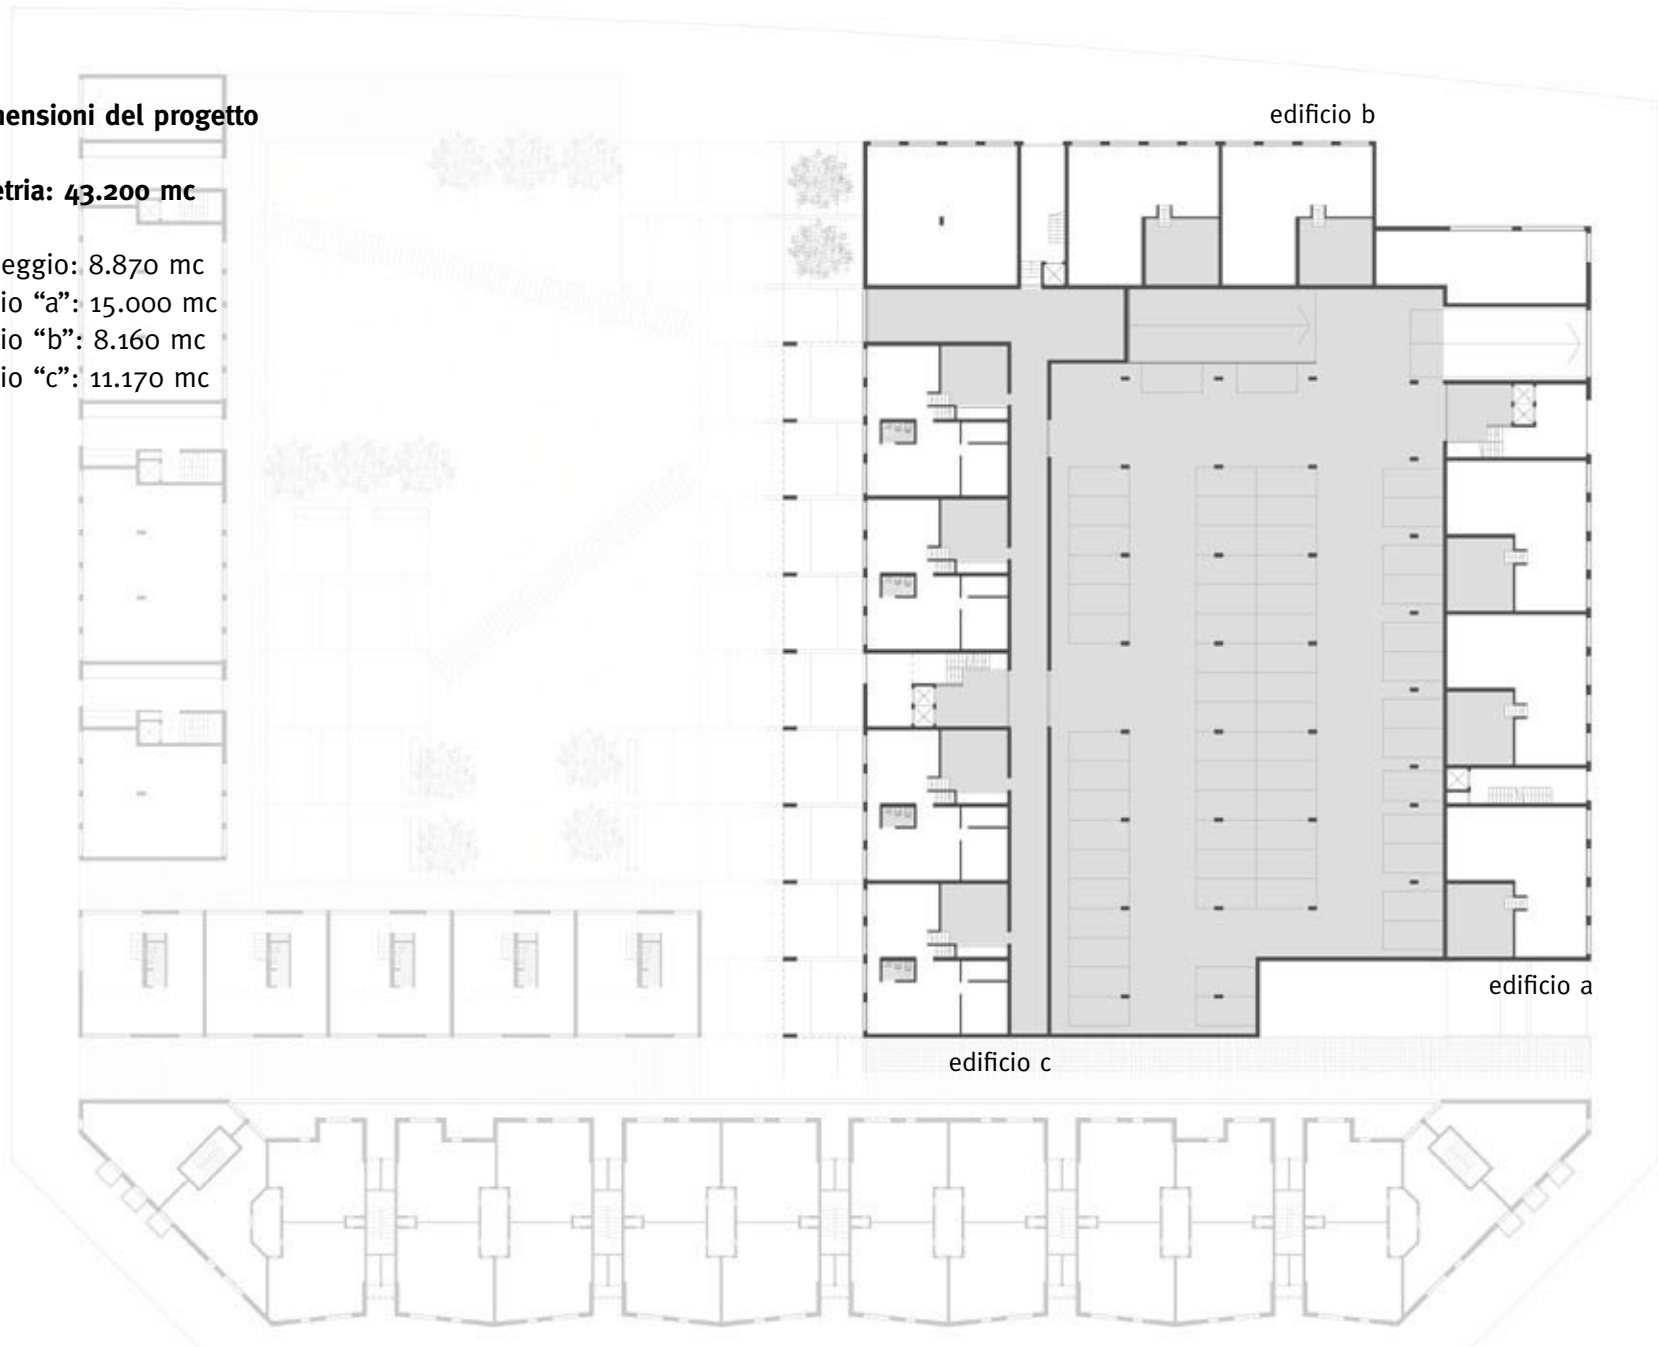 mensioni del progetto
etria: 43.200 mc
eggio: 8.870 mc
io “a”: 15.000 mc
io “b”: 8.160 mc
io “c”: 11.170 mc
edificio b
edificio a
edificio c